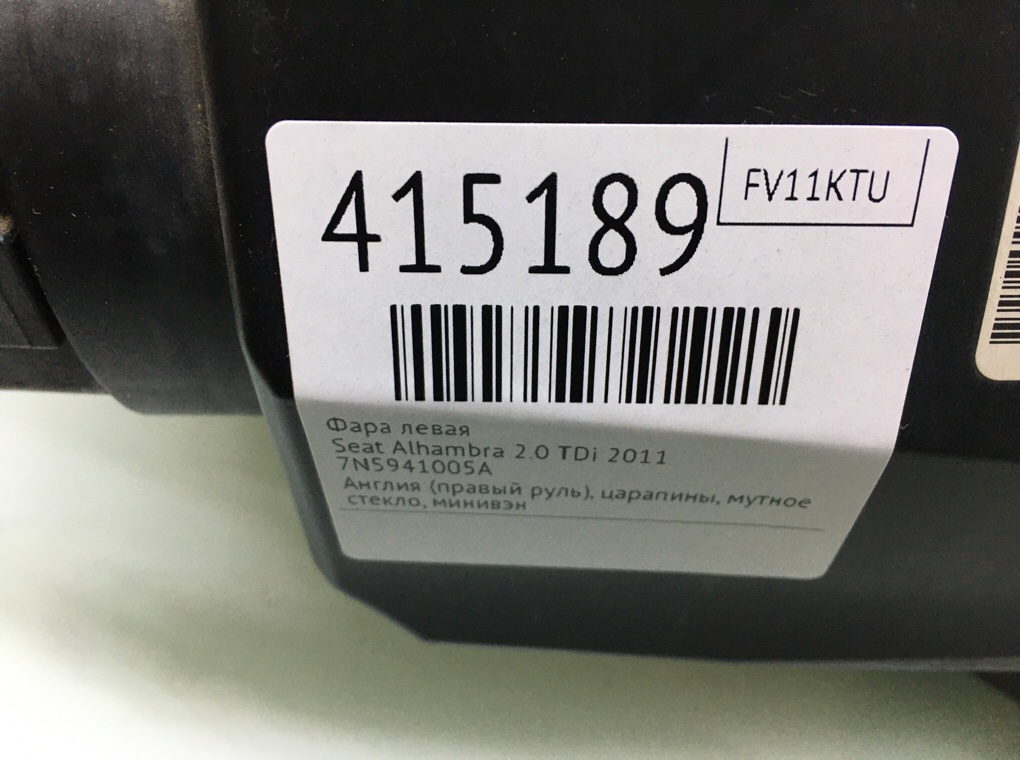 415189
FV11KTU
Фара левая
Seat Alhambra 2.0 TDi 2011
7N5941005A
Англия (правый руль), царапины, мутное
стекло, минивэн